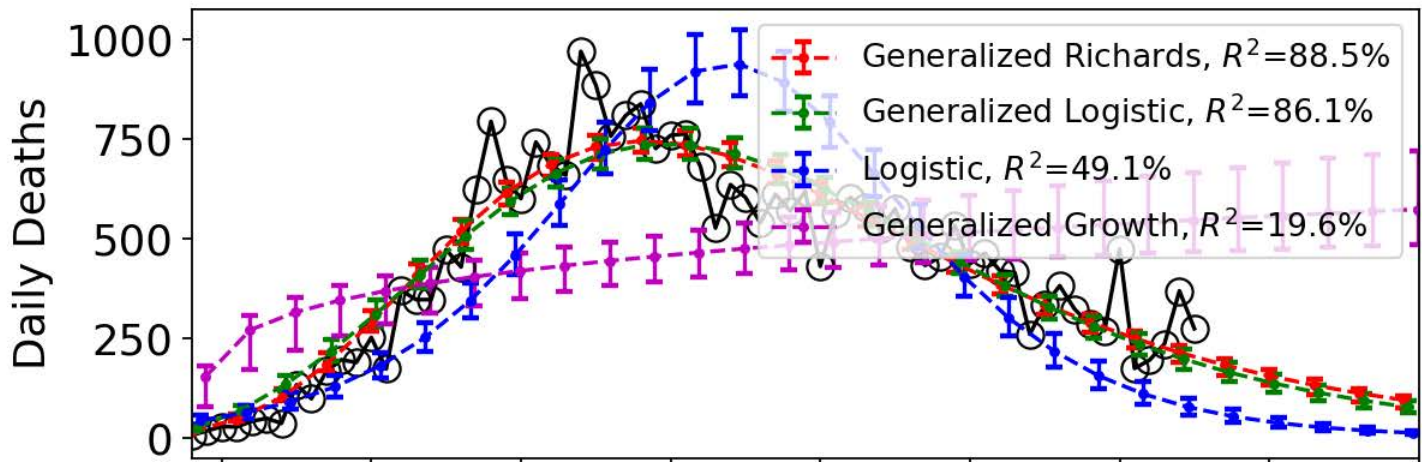 Daily Deaths
1000
750
500
250
0
Generalized Richards, R²=88.5%
Generalized Logistic, R²=86.1%
Logistic, R²=49.1%
Generalized Growth, R²=19.6%